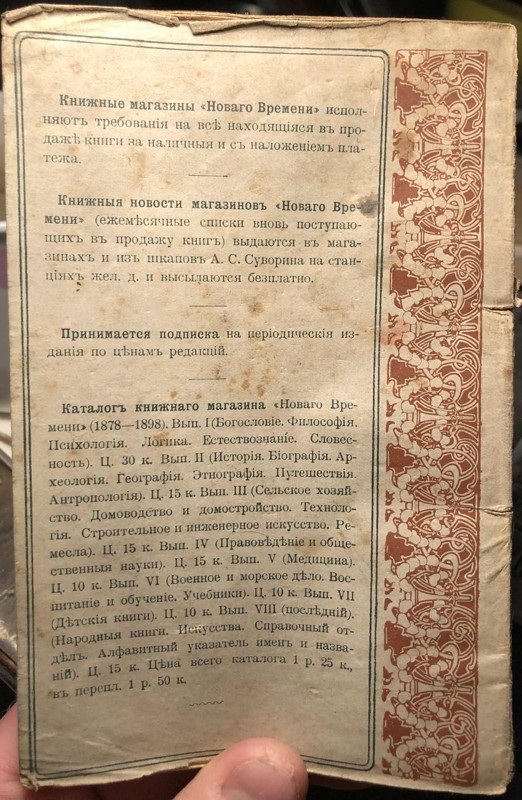 Книжные магазины «Новаго Времени» испол-
няютъ требованія на всѣ находящіяся въ про-
дажѣ книги за наличныя и съ наложеніемъ пла-
тежа.
Книжныя новости магазиновъ «Новаго Вре-
мени» (ежемѣсячные списки вновь поступаю-
щихъ въ продажу книгъ) выдаются въ мага-
зинахъ и изъ шкаповъ А. С. Суворина на стан-
ціяхъ жел. д. и высылаются безплатно.
Принимается подписка на періодическія из-
данія по цѣнамъ редакцій.
Каталогъ книжнаго магазина «Новаго Вре-
мени» (1878—1898). Вып. I (Богословіе. Философія.
Психологія. Логика. Естествознаніе. Словес-
ность). Ц. 30 к. Вып. II (Исторія. Біографія. Ар-
хеологія. Географія. Этнографія. Путешествія.
Антропологія). Ц. 15 к. Вып. III (Сельское хозяй-
ство. Домоводство и домостройство. Техноло-
гія. Строительное и инженерное искусство. Ре-
месла). Ц. 15 к. Вып. IV (Правовѣдѣніе и обще-
ственныя науки). Ц. 15 к. Вып. V (Медицина).
Ц. 10 к. Вып. VI (Военное и морское дѣло. Вос-
питаніе и обученіе. Учебники). Ц. 10 к. Вып. VII
(Дѣтскія книги). Ц. 10 к. Вып. VIII (послѣдній).
(Народныя книги. Искусства. Справочный от-
дѣлъ. Алфавитный указатель именъ и назва-
ній). Ц. 15 к. Цѣна всего каталога 1 р. 25 к.,
въ перепл. 1 р. 50 к.